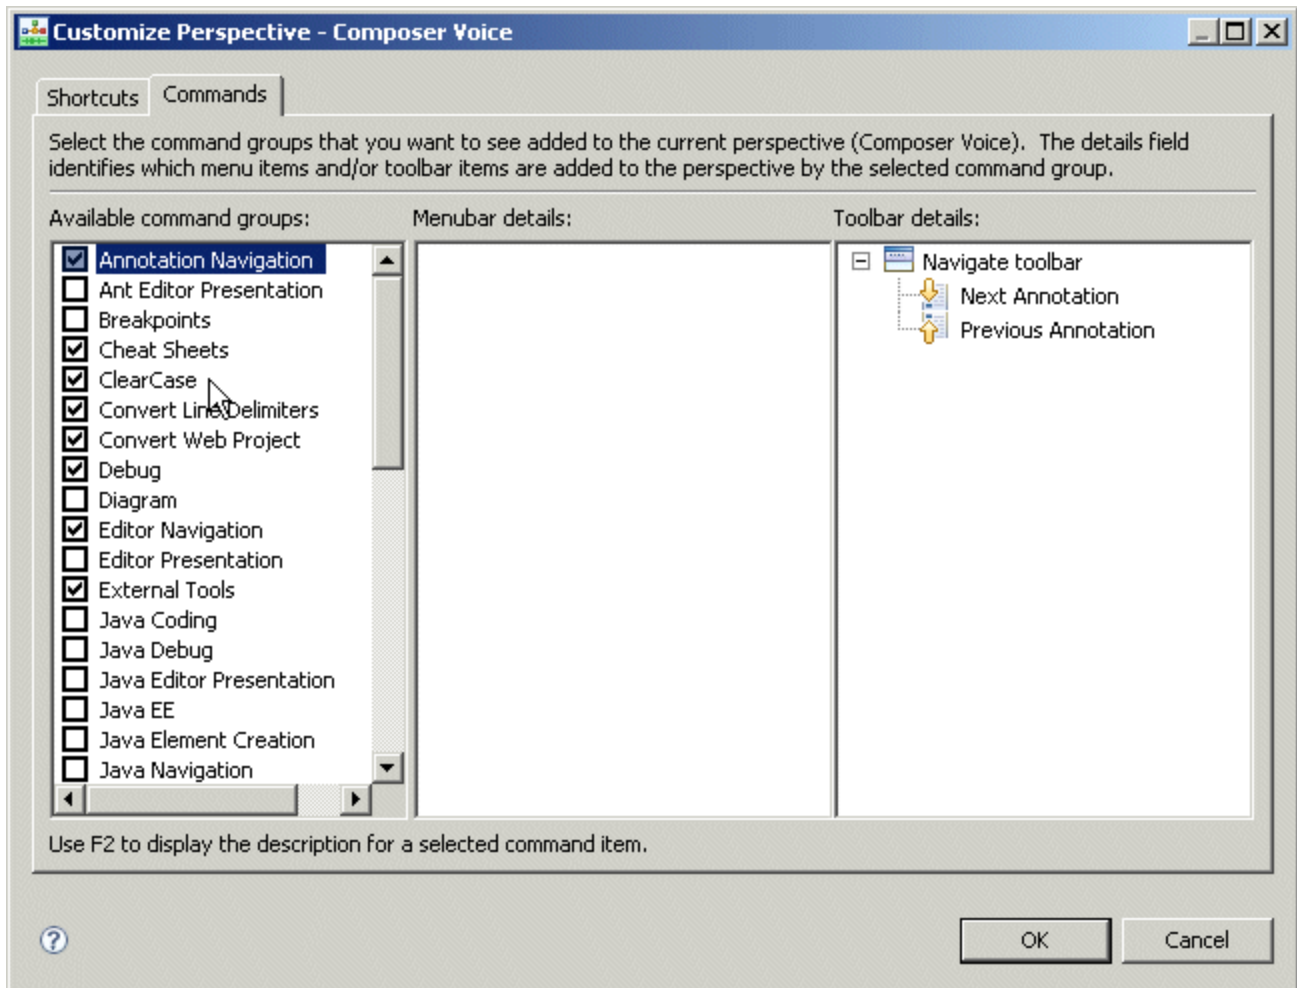 Customize Perspective - Composer Voice
Shortcuts
Commands
Select the command groups that you want to see added to the current perspective (Composer Voice). The details field
identifies which menu items and/or toolbar items are added to the perspective by the selected command group.
Available command groups:
Menubar details:
Toolbar details:
Annotation Navigation
Ant Editor Presentation
Breakpoints
Cheat Sheets
ClearCase
Convert Line Delimiters
Convert Web Project
Debug
Diagram
Editor Navigation
Editor Presentation
External Tools
Java Coding
Java Debug
Java Editor Presentation
Java EE
Java Element Creation
Java Navigation
Navigate toolbar
Next Annotation
Previous Annotation
Use F2 to display the description for a selected command item.
?
OK
Cancel